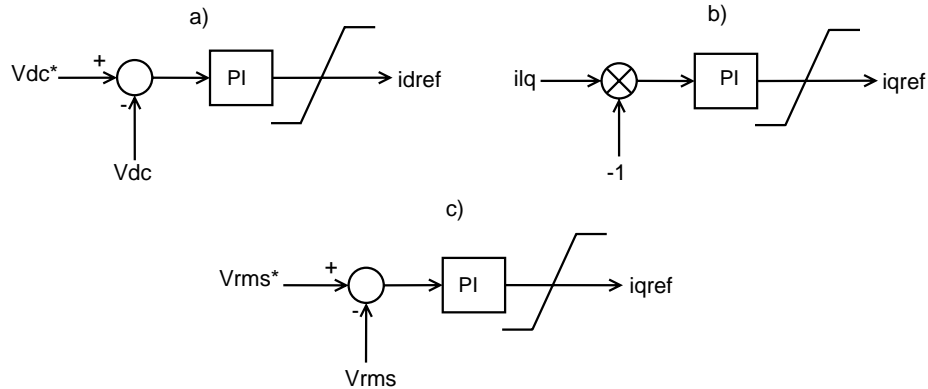 a)
+
Vdc*
PI
idref
-
Vdc
b)
ilq
PI
iqref
-1
c)
+
Vrms*
PI
iqref
-
Vrms